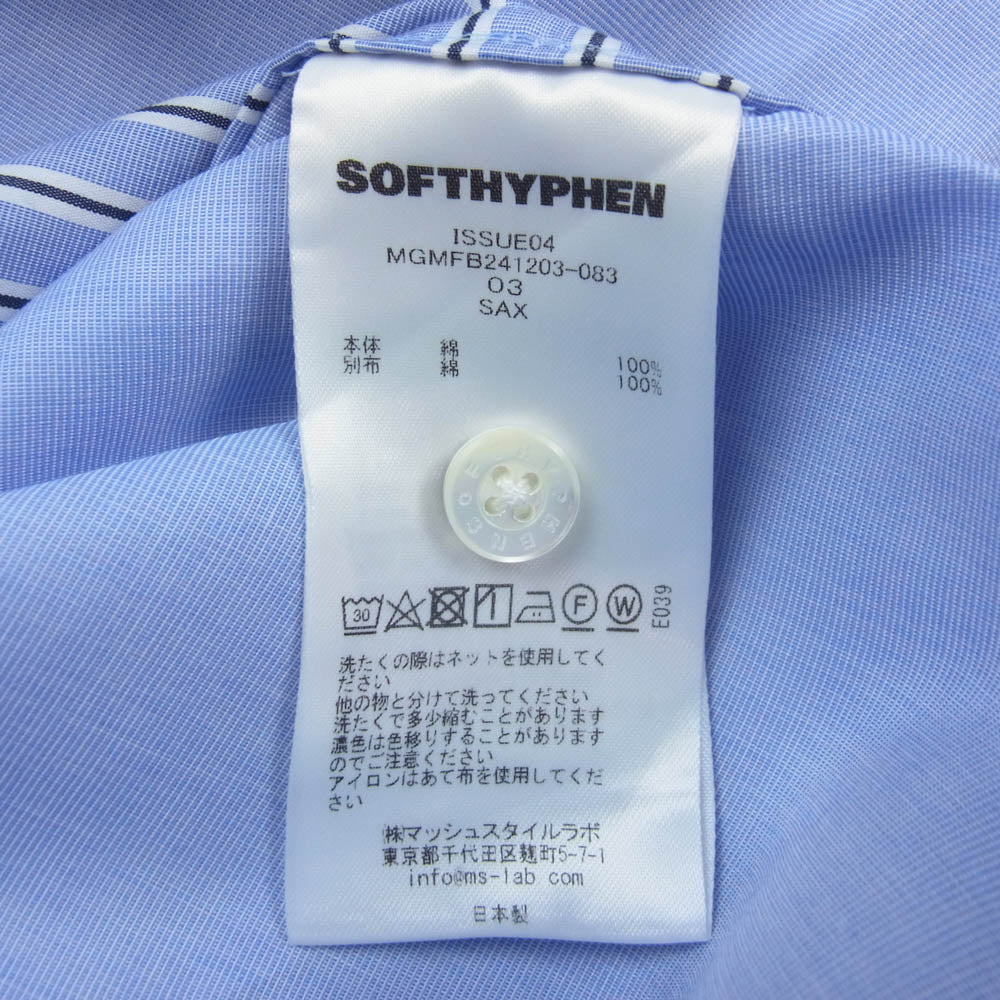 SOFTHYPHEN
ISSUE04
MGMFB241203-083
03
SAX
本体 綿 100%
別布 綿 100%
30 F W E039
洗たくの際はネットを使用してく
ださい
他の物と分けて洗ってください
洗たくで多少縮むことがあります
濃色は色移りすることがあります
のでご注意ください
アイロンはあて布を使用してくだ
さい
㈱マッシュスタイルラボ
東京都千代田区麹町5-7-1
info@ms-lab.com
日本製